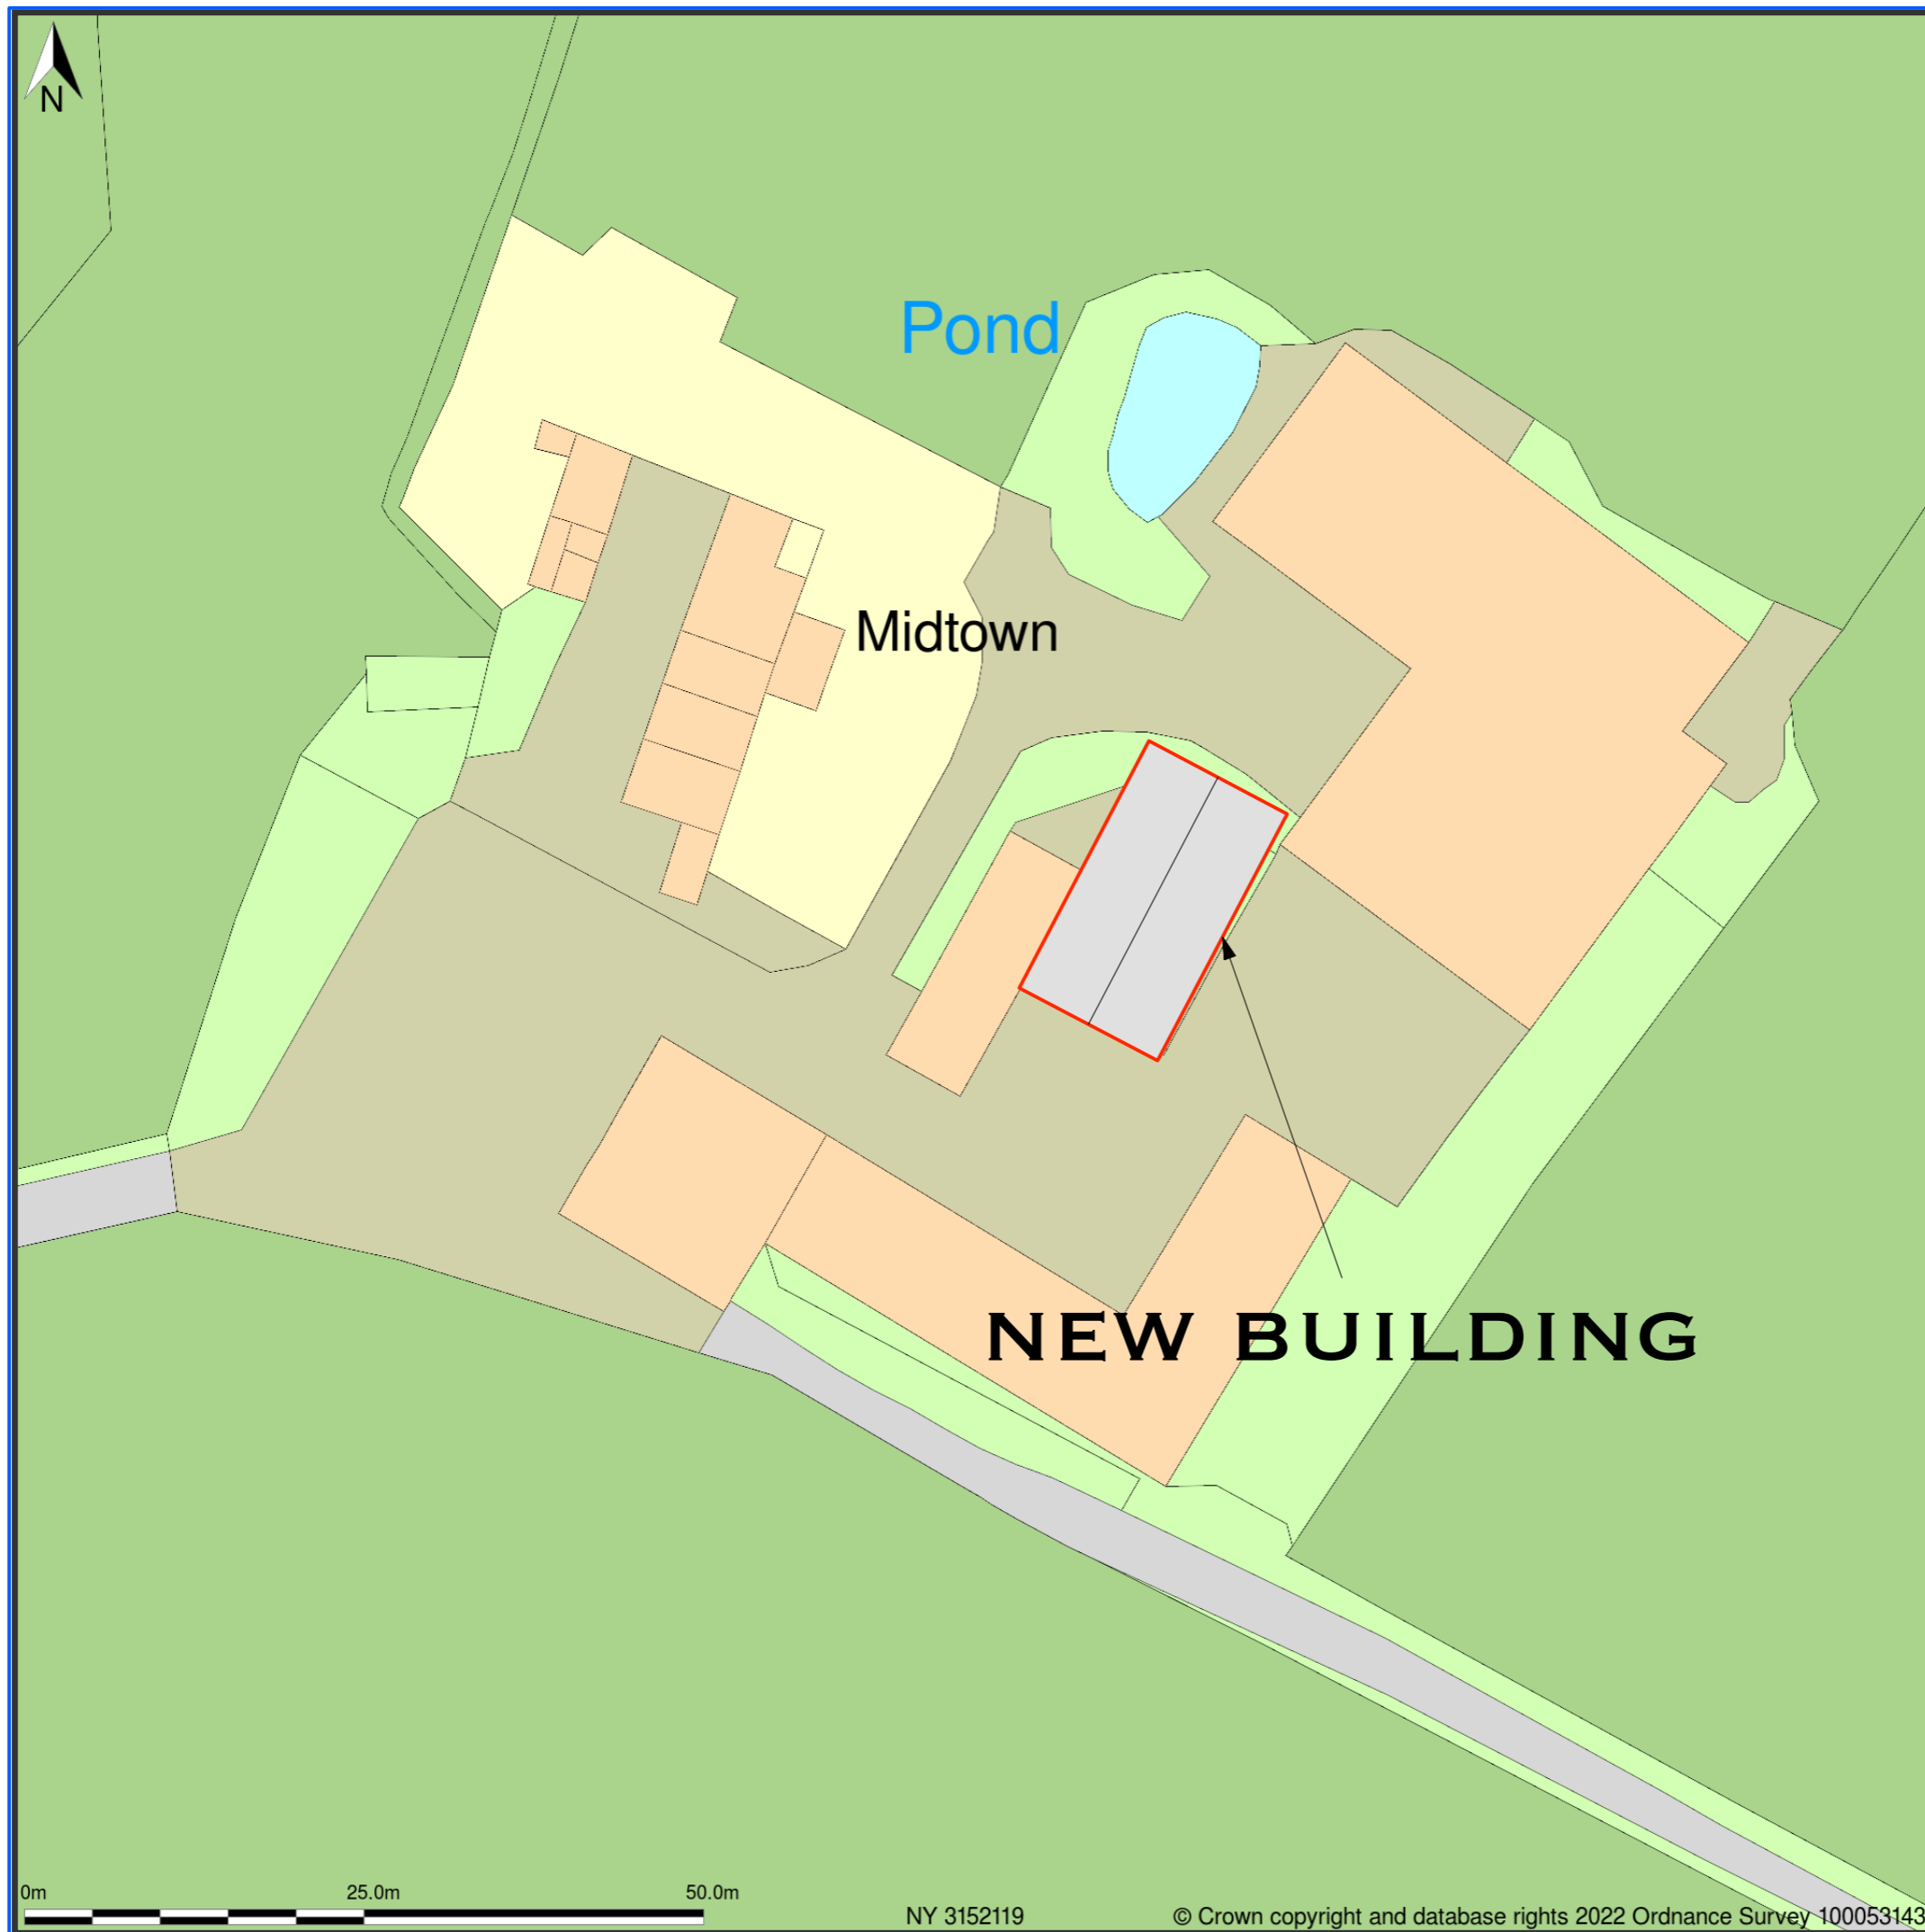 N
Pond
Midtown
NEW BUILDING
0m 25.0m 50.0m
NY 3152119 © Crown copyright and database rights 2022 Ordnance Survey 100053143